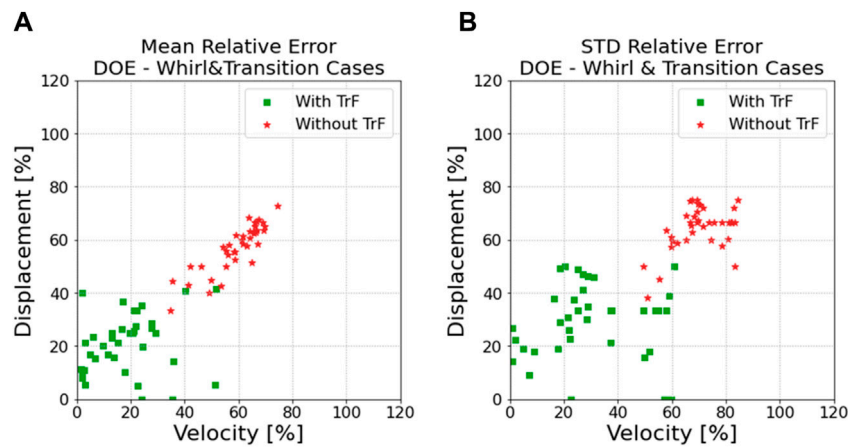 A
Mean Relative Error
DOE - Whirl&Transition Cases
With TrF
Without TrF
Displacement [%]
120
100
80
60
40
20
0
0 20 40 60 80 100 120
Velocity [%]
B
STD Relative Error
DOE - Whirl & Transition Cases
With TrF
Without TrF
Displacement [%]
120
100
80
60
40
20
0
0 20 40 60 80 100 120
Velocity [%]